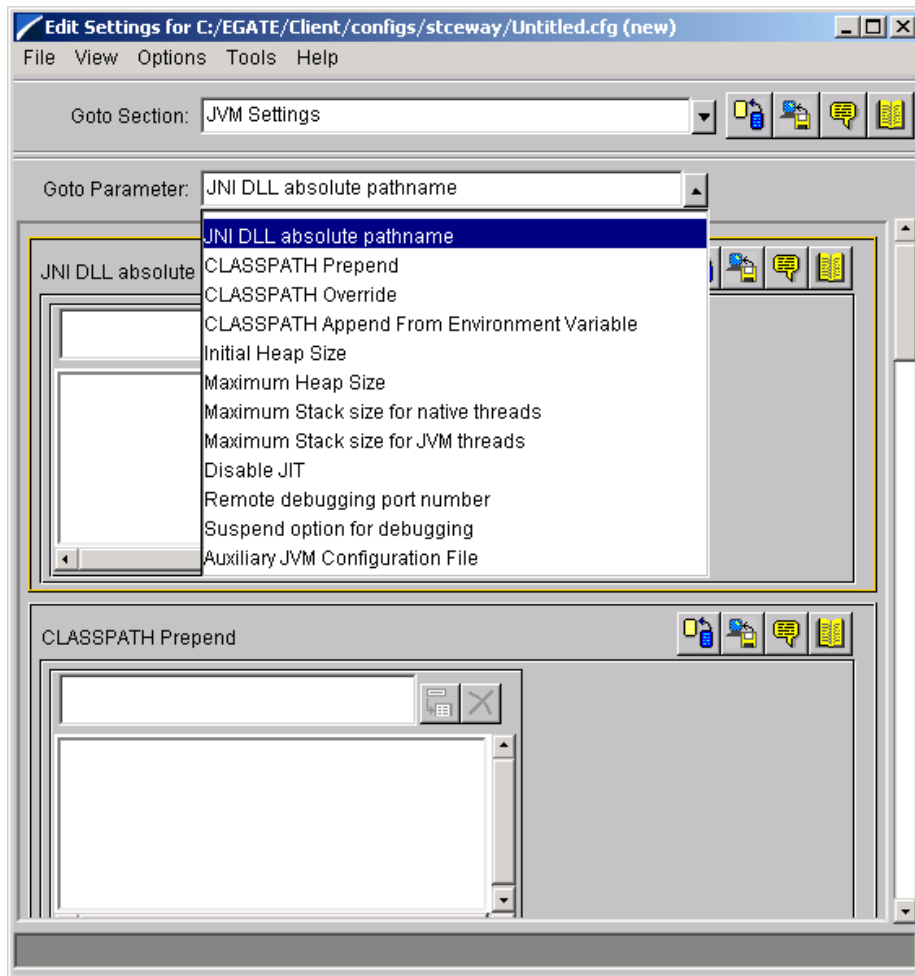 Edit Settings for C:/EGATE/Client/configs/stceway/Untitled.cfg (new)
File View Options Tools Help
Goto Section: JVM Settings
Goto Parameter: JNI DLL absolute pathname
JNI DLL absolute pathname
JNI DLL absolute
CLASSPATH Prepend
CLASSPATH Override
CLASSPATH Append From Environment Variable
Initial Heap Size
Maximum Heap Size
Maximum Stack size for native threads
Maximum Stack size for JVM threads
Disable JIT
Remote debugging port number
Suspend option for debugging
Auxiliary JVM Configuration File
CLASSPATH Prepend